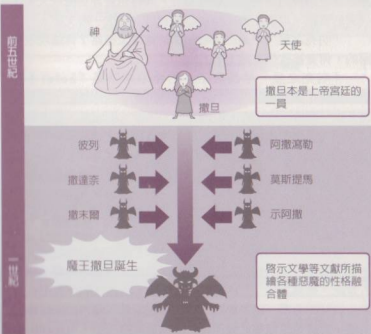 前五世紀
神
天使
撒旦
撒旦本是上帝宮廷的
一員
彼列
阿撒瀉勒
撒達奈
莫斯提馬
撒末爾
示阿撒
一世紀
魔王撒旦誕生
啓示文學等文獻所描
繪各種惡魔的性格融
合體